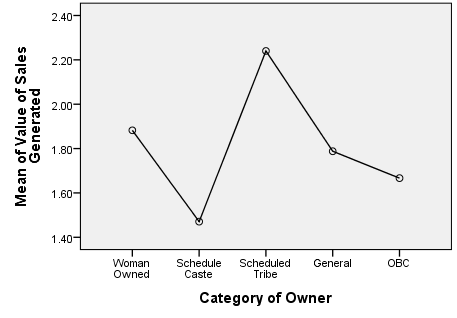 Mean of Value of Sales
Generated
2.40
2.20
2.00
1.80
1.60
1.40
Woman
Owned
Schedule
Caste
Scheduled
Tribe
General
OBC
Category of Owner